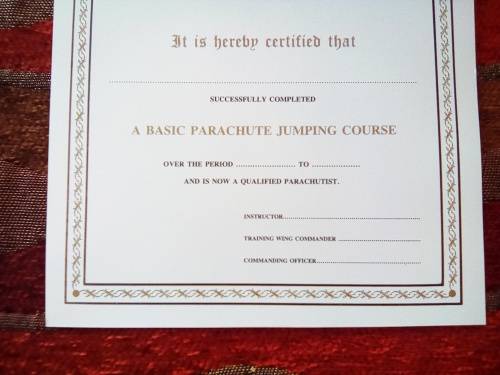 It is hereby certified that
................................................................................
SUCCESSFULLY COMPLETED
A BASIC PARACHUTE JUMPING COURSE
OVER THE PERIOD ......................... TO ....................
AND IS NOW A QUALIFIED PARACHUTIST.
INSTRUCTOR..........................................................
TRAINING WING COMMANDER ...................................
COMMANDING OFFICER............................................